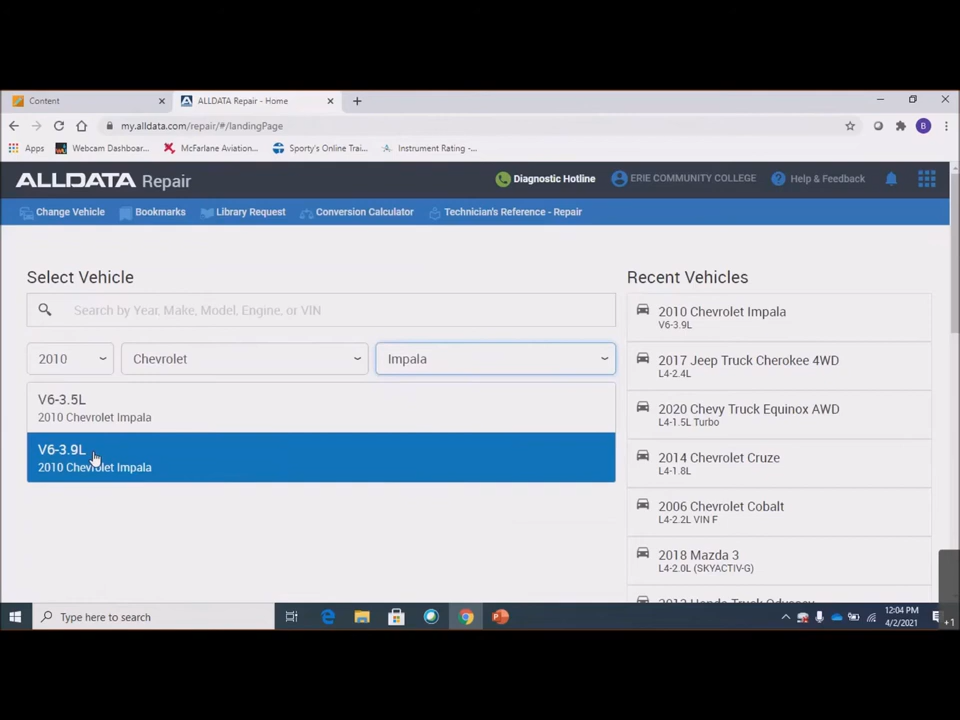 Content
ALLDATA Repair - Home
my.alldata.com/repair/#/landingPage
B
Apps
Webcam Dashboar...
McFarlane Aviation...
Sporty's Online Trai...
Instrument Rating -...
ALLDATA Repair
Diagnostic Hotline
ERIE COMMUNITY COLLEGE
Help & Feedback
Change Vehicle
Bookmarks
Library Request
Conversion Calculator
Technician's Reference - Repair
Select Vehicle
Search by Year, Make, Model, Engine, or VIN
2010
Chevrolet
Impala
V6-3.5L
2010 Chevrolet Impala
V6-3.9L
2010 Chevrolet Impala
Recent Vehicles
2010 Chevrolet Impala
V6-3.9L
2017 Jeep Truck Cherokee 4WD
L4-2.4L
2020 Chevy Truck Equinox AWD
L4-1.5L Turbo
2014 Chevrolet Cruze
L4-1.8L
2006 Chevrolet Cobalt
L4-2.2L VIN F
2018 Mazda 3
L4-2.0L (SKYACTIV-G)
Type here to search
12:04 PM
4/2/2021
+1